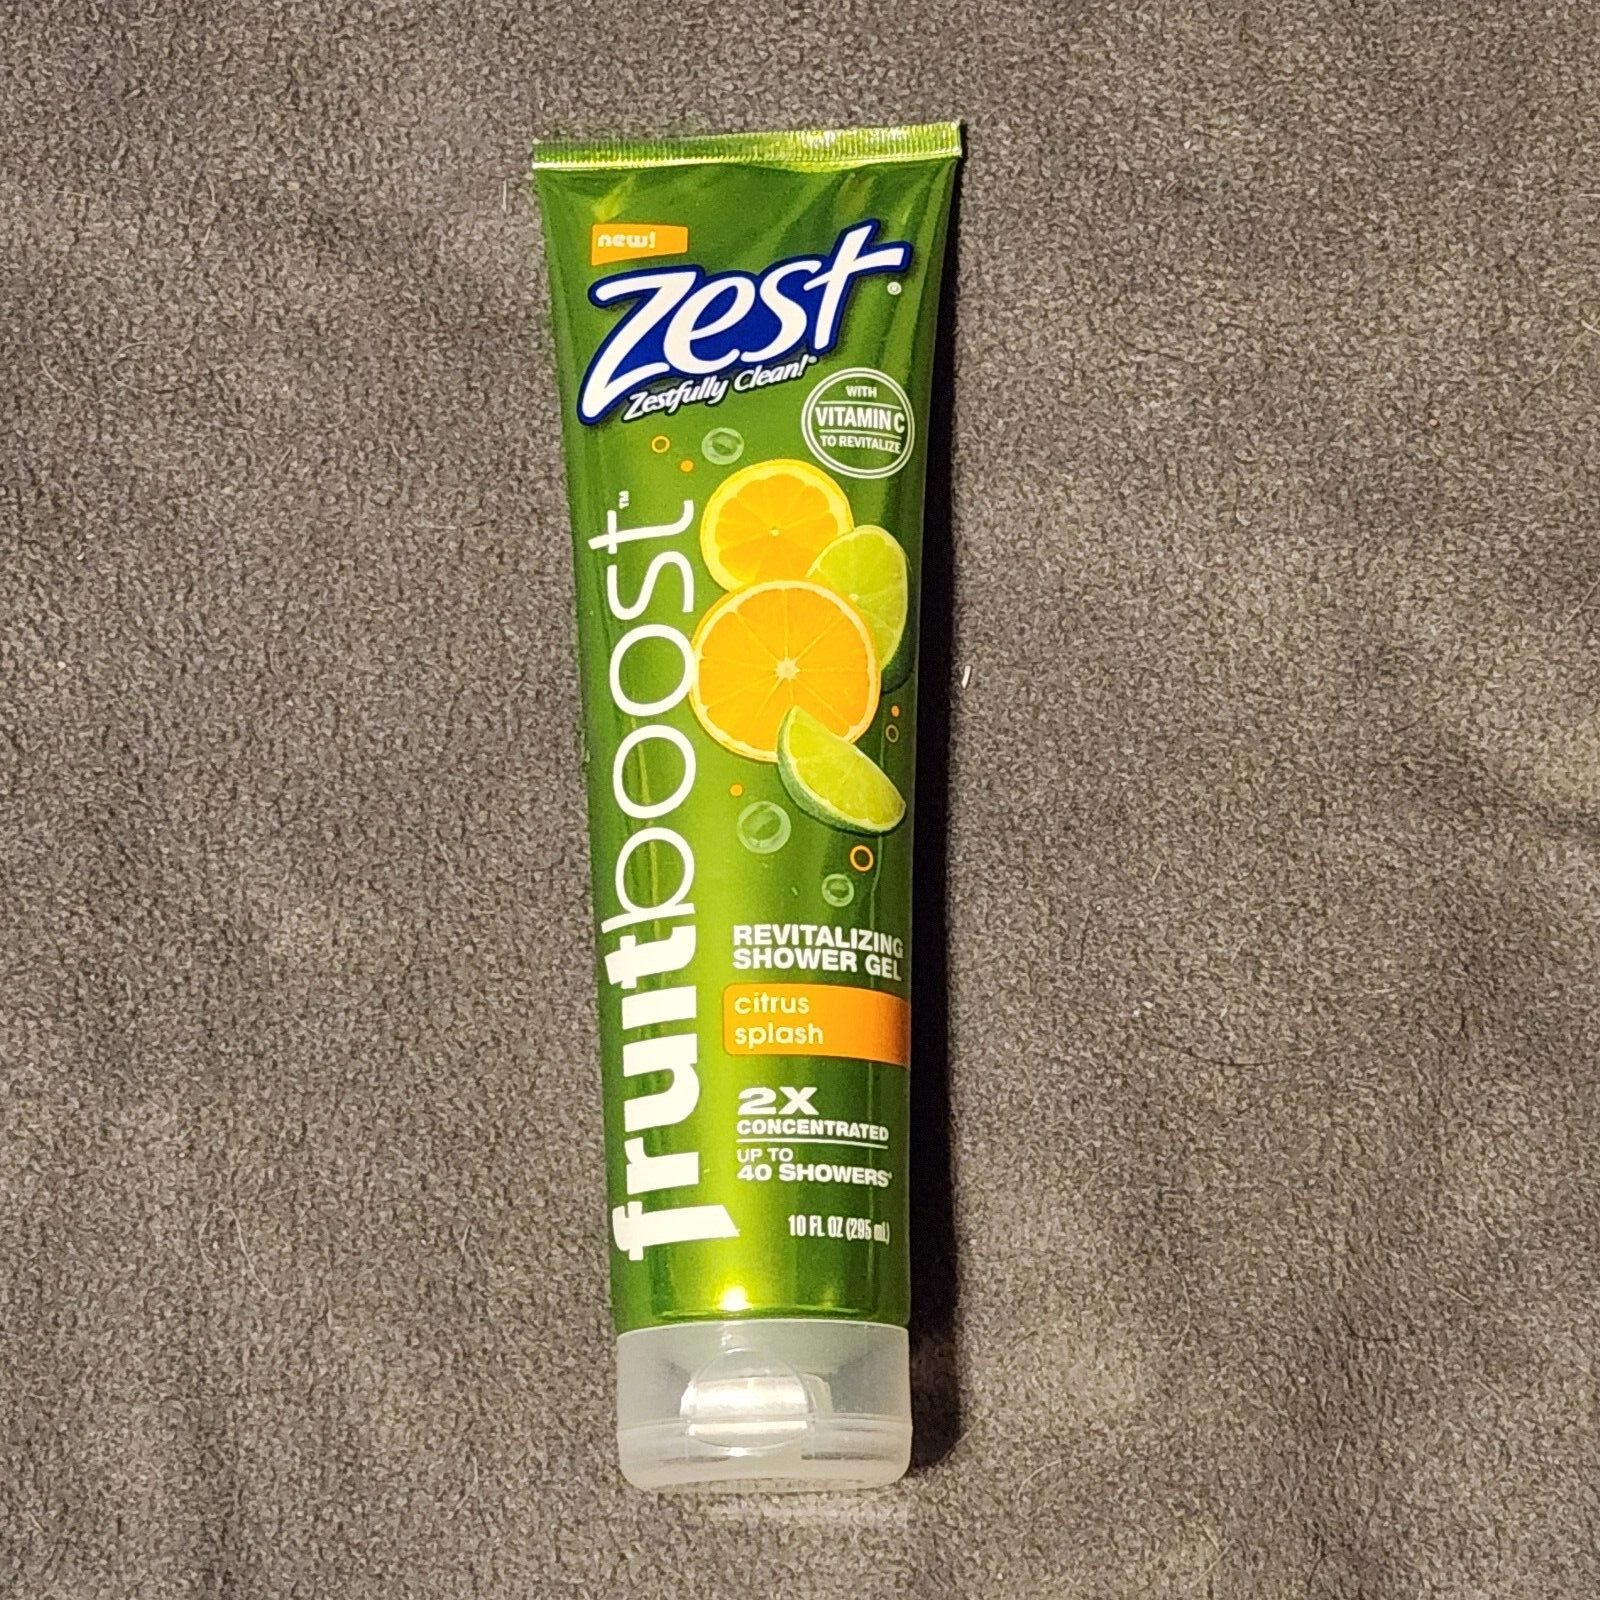 new!
Zest®
Zestfully Clean!®
WITH
VITAMIN C
TO REVITALIZE
fruitboost™
REVITALIZING
SHOWER GEL
citrus
splash
2X
CONCENTRATED
UP TO
40 SHOWERS*
10 FL OZ (295 mL)